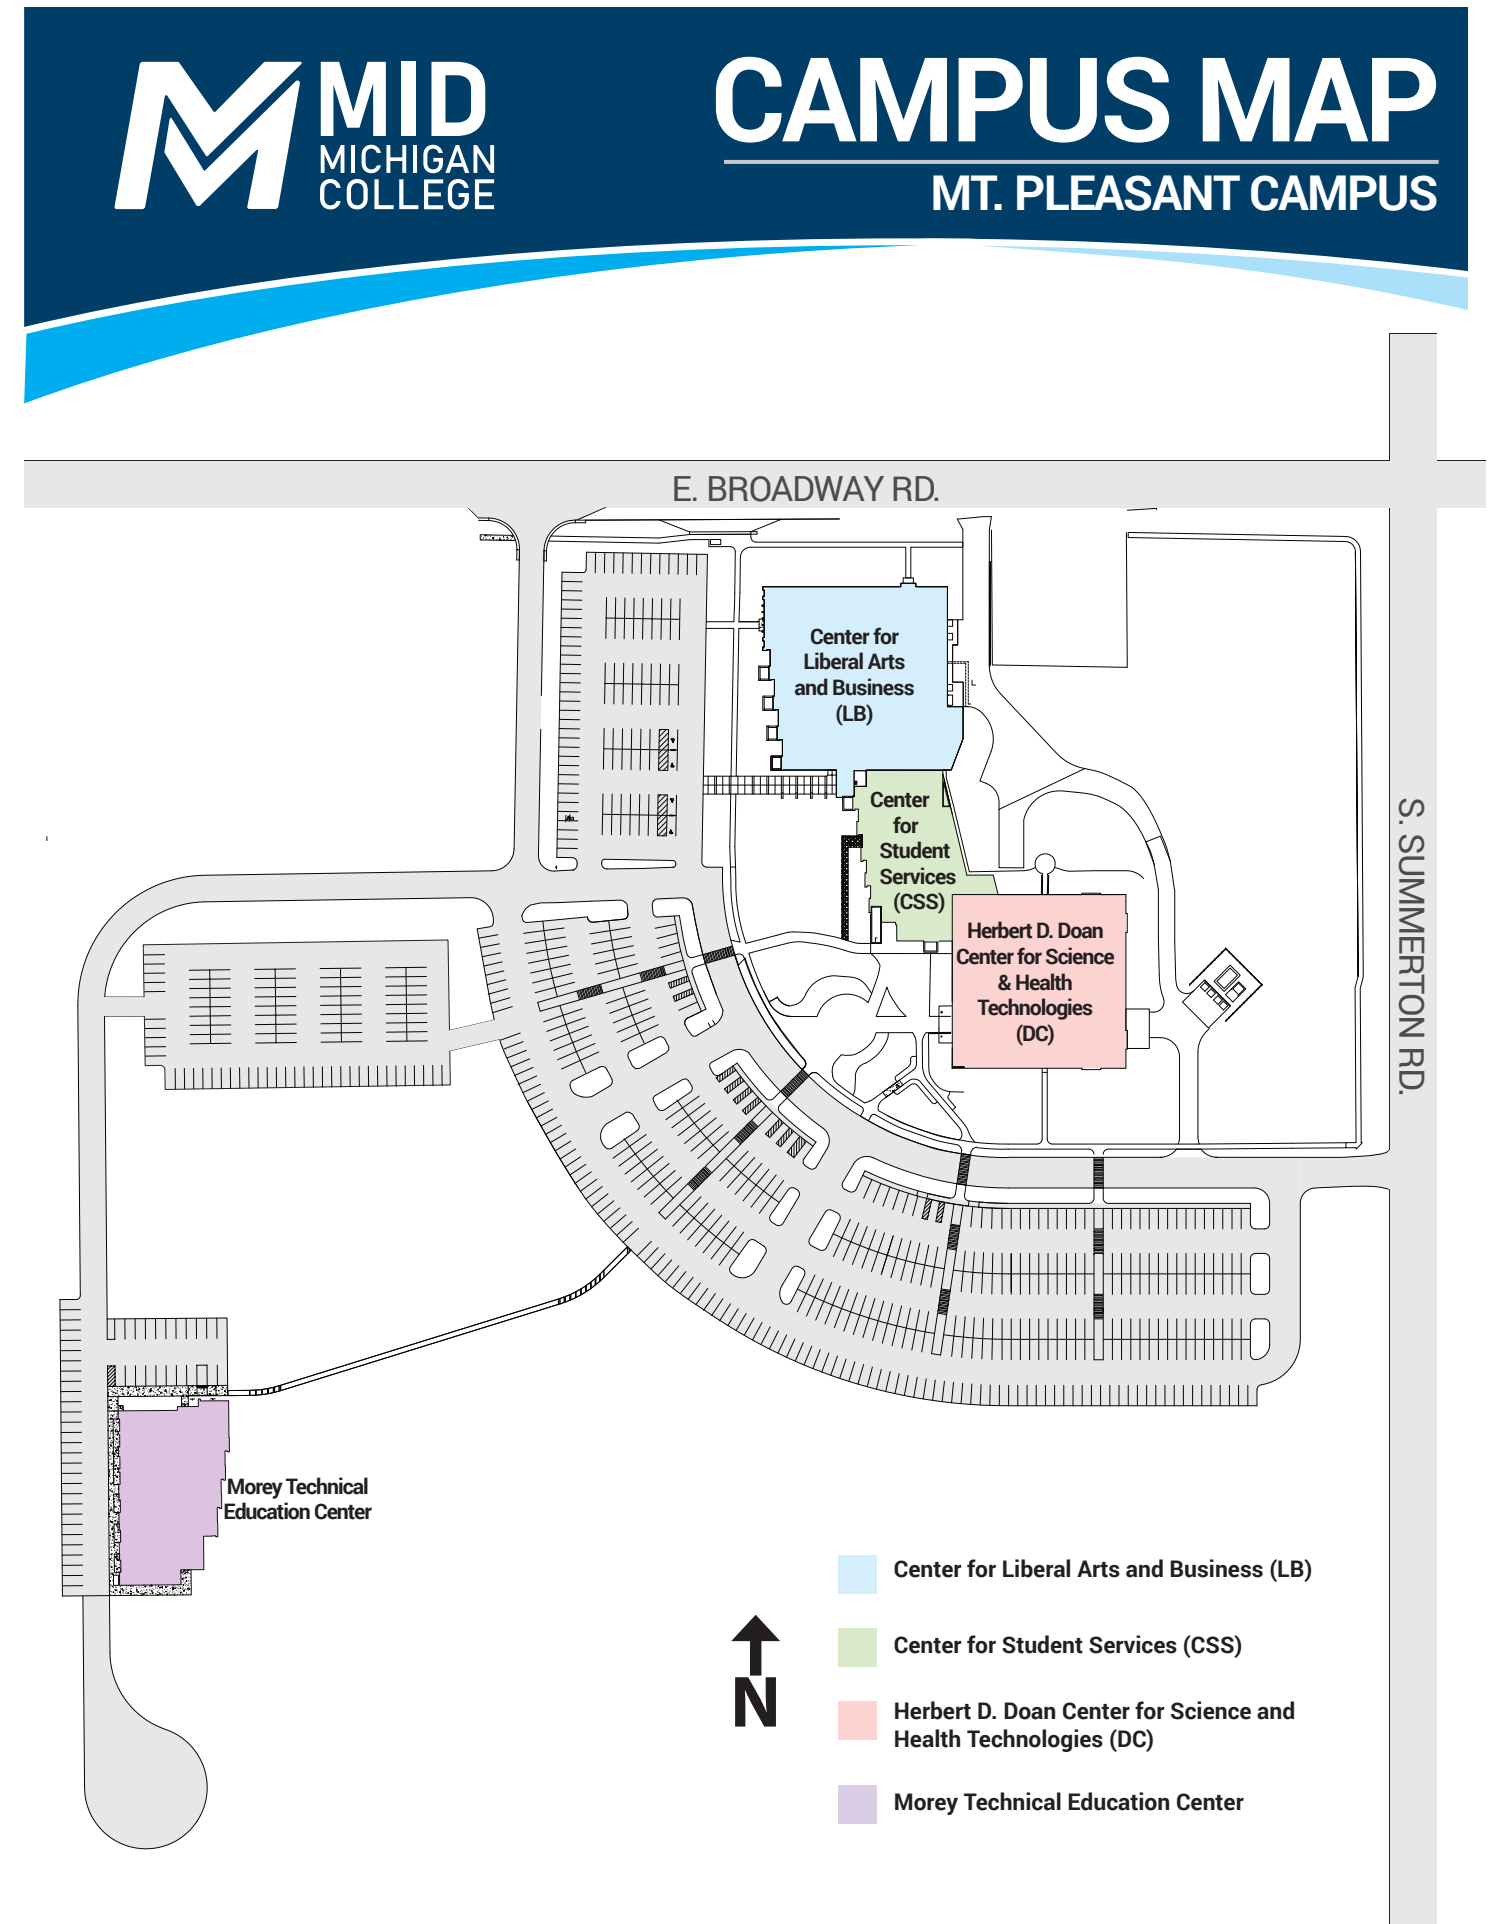 MID
MICHIGAN
COLLEGE
CAMPUS MAP
MT. PLEASANT CAMPUS
E. BROADWAY RD.
Center for
Liberal Arts
and Business
(LB)
Center
for
Student
Services
(CSS)
Herbert D. Doan
Center for Science
& Health
Technologies
(DC)
S. SUMMERTON RD.
Morey Technical
Education Center
Center for Liberal Arts and Business (LB)
Center for Student Services (CSS)
Herbert D. Doan Center for Science and
Health Technologies (DC)
Morey Technical Education Center
N